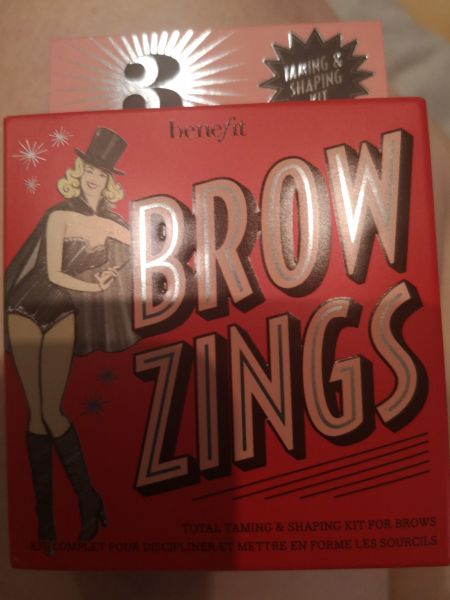 3
TAMING &
SHAPING
KIT
benefit
BROW
ZINGS
TOTAL TAMING & SHAPING KIT FOR BROWS
KIT COMPLET POUR DISCIPLINER ET METTRE EN FORME LES SOURCILS